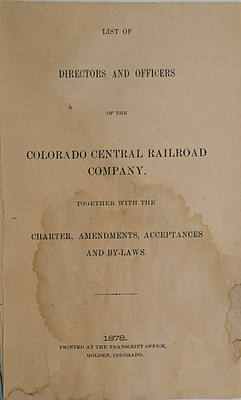 LIST OF
DIRECTORS AND OFFICERS
OF THE
COLORADO CENTRAL RAILROAD
COMPANY,
TOGETHER WITH THE
CHARTER, AMENDMENTS, ACCEPTANCES
AND BY-LAWS.
1878.
PRINTED AT THE TRANSCRIPT OFFICE,
GOLDEN, COLORADO.